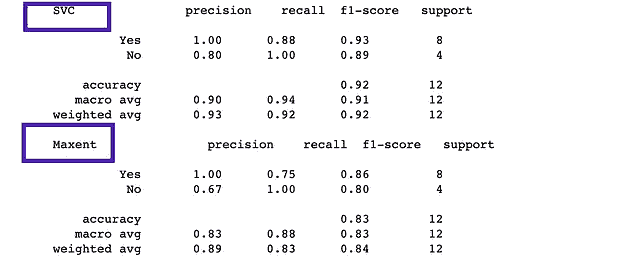 SVC precision recall f1-score support
Yes 1.00 0.88 0.93 8
No 0.80 1.00 0.89 4
accuracy 0.92 12
macro avg 0.90 0.94 0.91 12
weighted avg 0.93 0.92 0.92 12
Maxent precision recall f1-score support
Yes 1.00 0.75 0.86 8
No 0.67 1.00 0.80 4
accuracy 0.83 12
macro avg 0.83 0.88 0.83 12
weighted avg 0.89 0.83 0.84 12